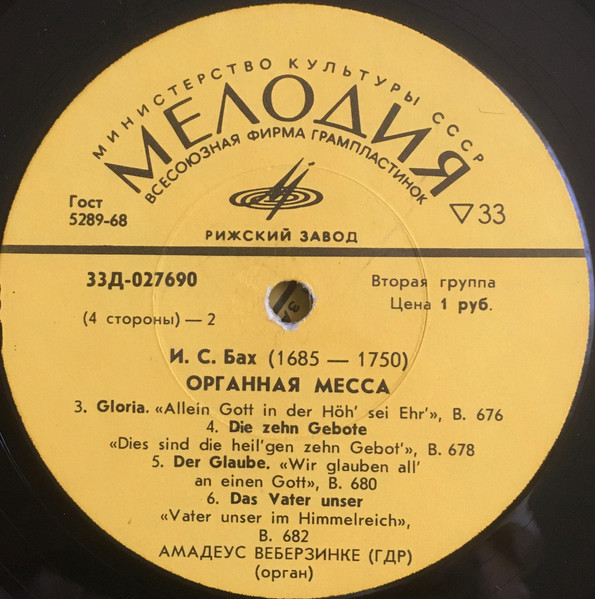 МИНИСТЕРСТВО КУЛЬТУРЫ СССР
МЕЛОДИЯ
ВСЕСОЮЗНАЯ ФИРМА ГРАМПЛАСТИНОК
Гост
5289-68
▽33
РИЖСКИЙ ЗАВОД
33Д-027690
Вторая группа
Цена 1 руб.
(4 стороны) — 2
И. С. Бах (1685 — 1750)
ОРГАННАЯ МЕССА
3. Gloria. «Allein Gott in der Höh' sei Ehr'», B. 676
4. Die zehn Gebote
«Dies sind die heil'gen zehn Gebot'», B. 678
5. Der Glaube. «Wir glauben all'
an einen Gott», B. 680
6. Das Vater unser
«Vater unser im Himmelreich»,
B. 682
АМАДЕУС ВЕБЕРЗИНКЕ (ГДР)
(орган)